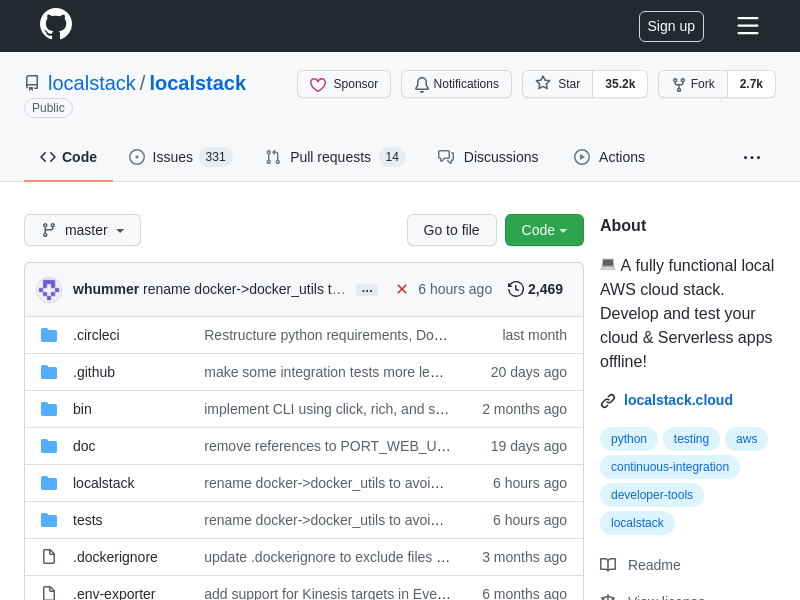 Sign up
localstack / localstack
Public
Sponsor
Notifications
Star 35.2k
Fork 2.7k
Code
Issues 331
Pull requests 14
Discussions
Actions
master
Go to file
Code
whummer rename docker->docker_utils t… … 6 hours ago 2,469
.circleci Restructure python requirements, Do… last month
.github make some integration tests more le… 20 days ago
bin implement CLI using click, rich, and s… 2 months ago
doc remove references to PORT_WEB_U… 19 days ago
localstack rename docker->docker_utils to avoi… 6 hours ago
tests rename docker->docker_utils to avoi… 6 hours ago
.dockerignore update .dockerignore to exclude files … 3 months ago
.env-exporter add support for Kinesis targets in Eve… 6 months ago
About
💻 A fully functional local
AWS cloud stack.
Develop and test your
cloud & Serverless apps
offline!
localstack.cloud
python testing aws
continuous-integration
developer-tools
localstack
Readme
View license